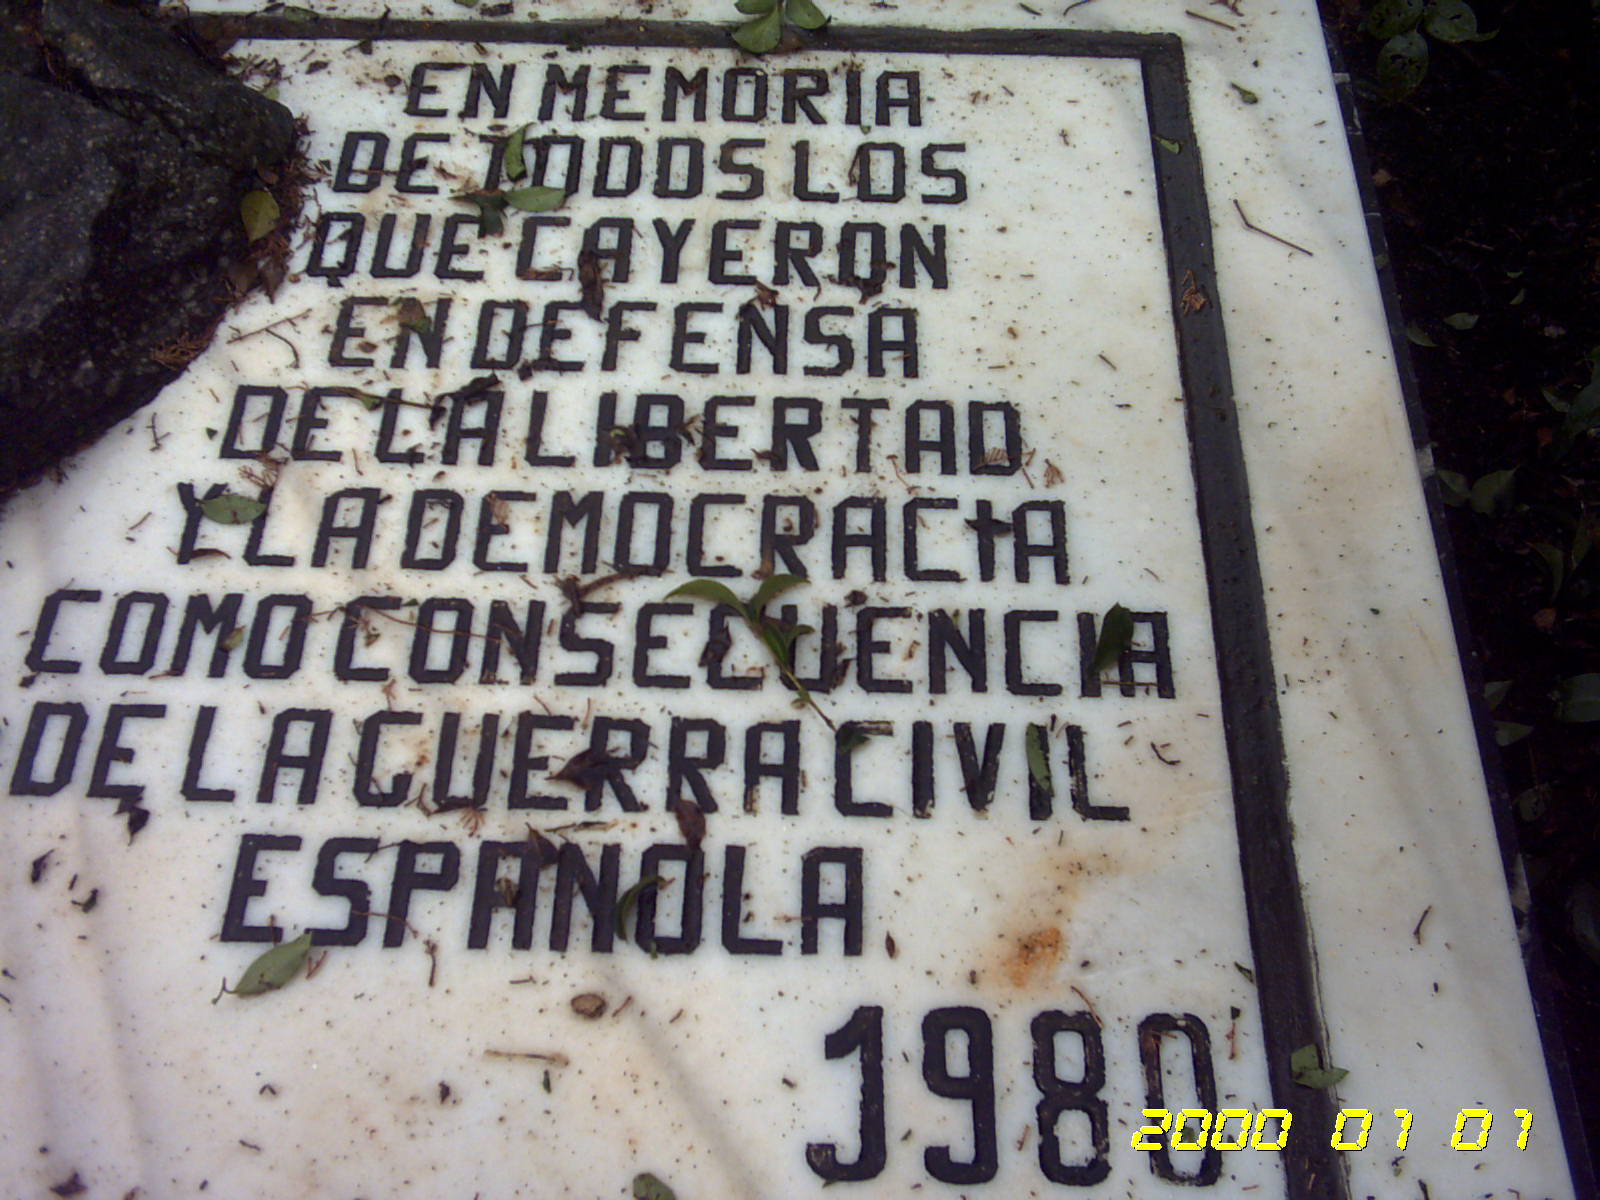 EN MEMORIA
DE TODOS LOS
QUE CAYERON
EN DEFENSA
DE LA LIBERTAD
Y LA DEMOCRACIA
COMO CONSECUENCIA
DE LA GUERRA CIVIL
ESPANOLA
1980
2000 01 01